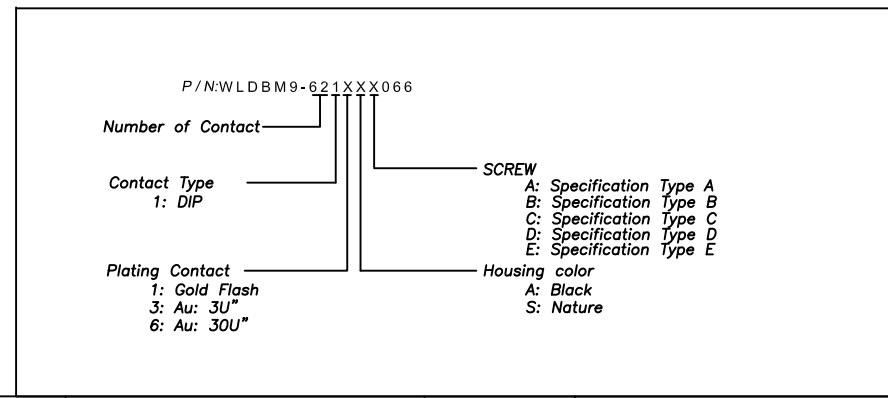 P/N:WLDBM9-621XXX066
Number of Contact
Contact Type
1: DIP
Plating Contact
1: Gold Flash
3: Au: 3U”
6: Au: 30U”
SCREW
A: Specification Type A
B: Specification Type B
C: Specification Type C
D: Specification Type D
E: Specification Type E
Housing color
A: Black
S: Nature